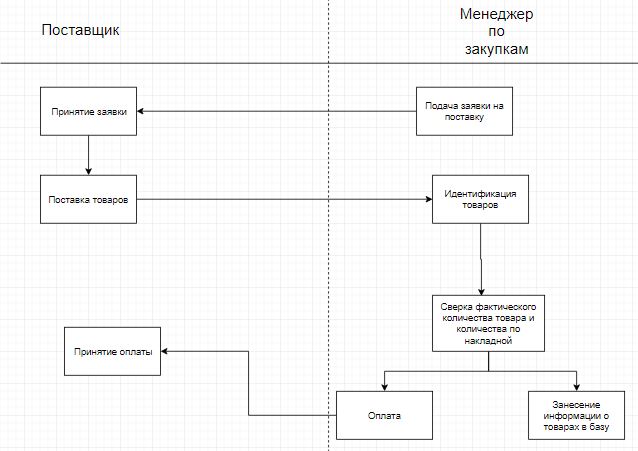 Поставщик
Менеджер
по
закупкам
Принятие заявки
Подача заявки на
поставку
Поставка товаров
Идентификация
товаров
Сверка фактического
количества товара и
количества по
накладной
Принятие оплаты
Оплата
Занесение
информации о
товарах в базу